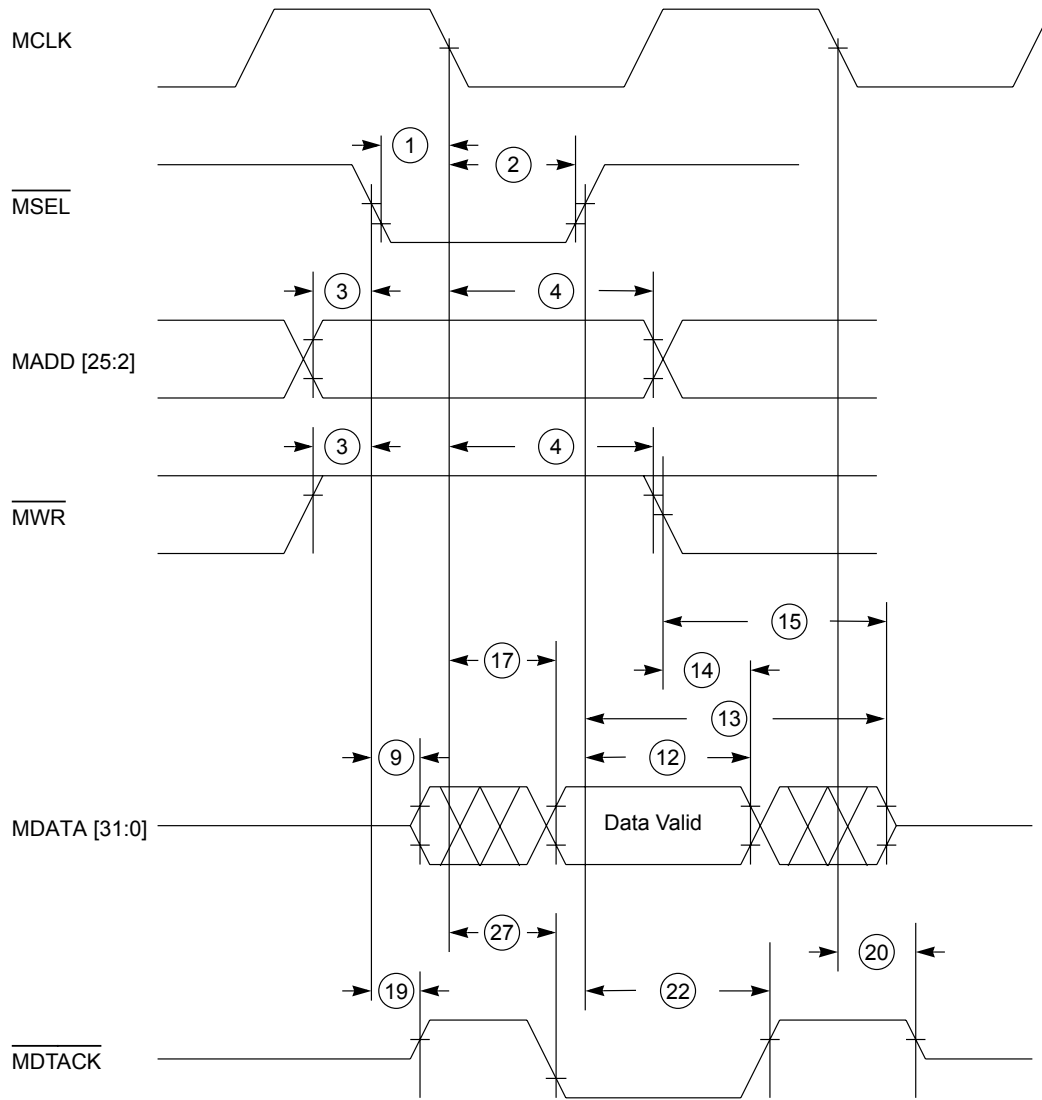 MCLK
1
2
MSEL
3
4
MADD [25:2]
3
4
MWR
15
17
14
13
9
12
MDATA [31:0]
Data Valid
27
20
19
22
MDTACK